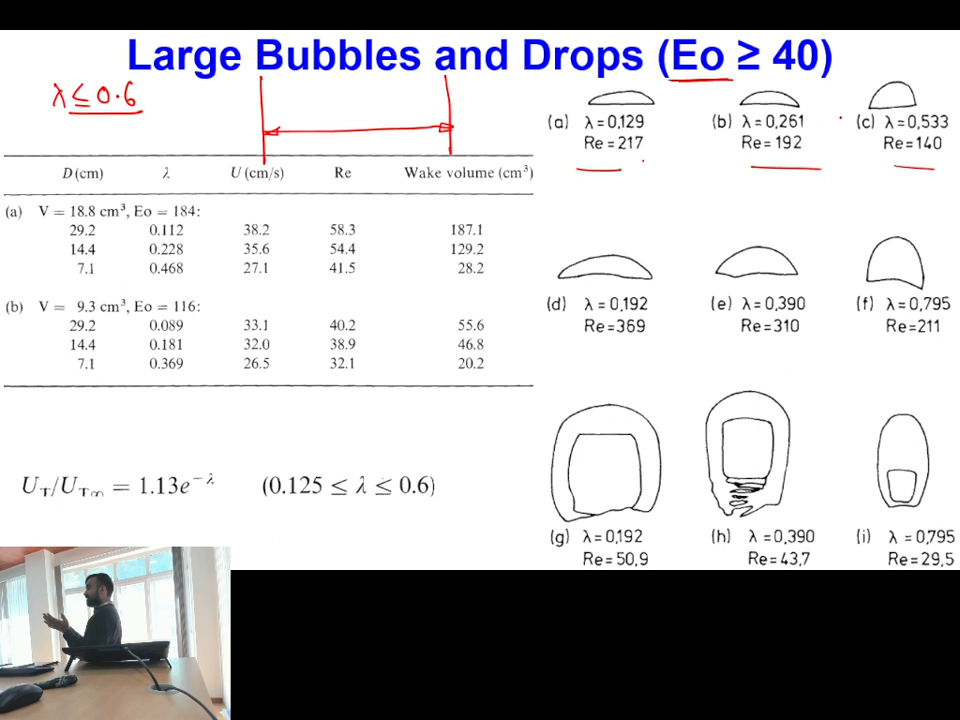 Large Bubbles and Drops (Eo ≥ 40)
λ ≤ 0.6
D (cm) λ U (cm/s) Re Wake volume (cm³)
(a) V = 18.8 cm³, Eo = 184:
29.2 0.112 38.2 58.3 187.1
14.4 0.228 35.6 54.4 129.2
7.1 0.468 27.1 41.5 28.2
(b) V = 9.3 cm³, Eo = 116:
29.2 0.089 33.1 40.2 55.6
14.4 0.181 32.0 38.9 46.8
7.1 0.369 26.5 32.1 20.2
U_T/U_T∞ = 1.13e^−λ (0.125 ≤ λ ≤ 0.6)
(a) λ=0,129
Re=217
(b) λ=0,261
Re=192
(c) λ=0,533
Re=140
(d) λ=0,192
Re=369
(e) λ=0,390
Re=310
(f) λ=0,795
Re=211
(g) λ=0,192
Re=50,9
(h) λ=0,390
Re=43,7
(i) λ=0,795
Re=29,5